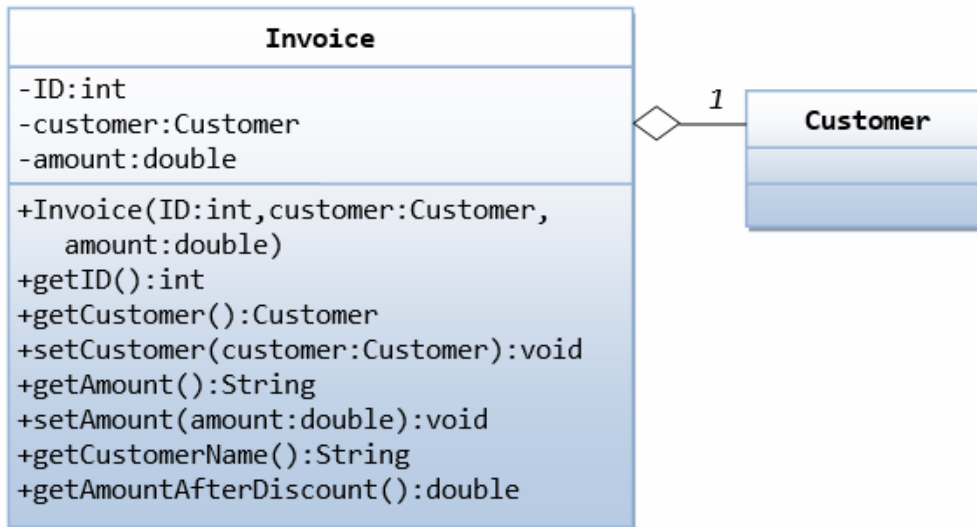 Invoice
-ID:int
-customer:Customer
-amount:double
+Invoice(ID:int,customer:Customer,
amount:double)
+getID():int
+getCustomer():Customer
+setCustomer(customer:Customer):void
+getAmount():String
+setAmount(amount:double):void
+getCustomerName():String
+getAmountAfterDiscount():double
1
Customer